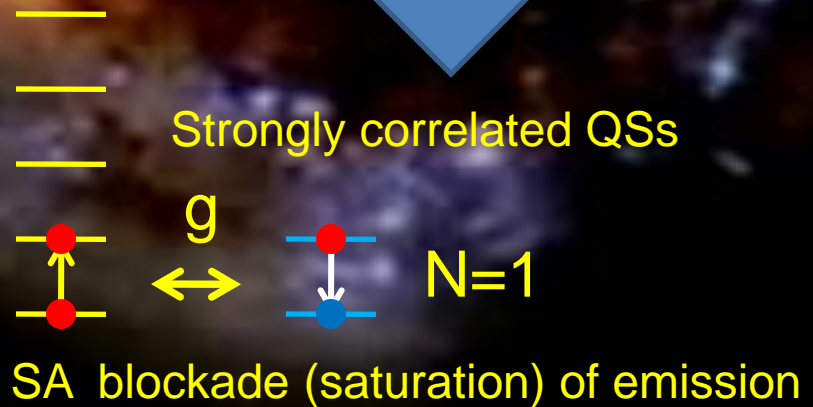 Strongly correlated QSs
g
N=1
SA blockade (saturation) of emission